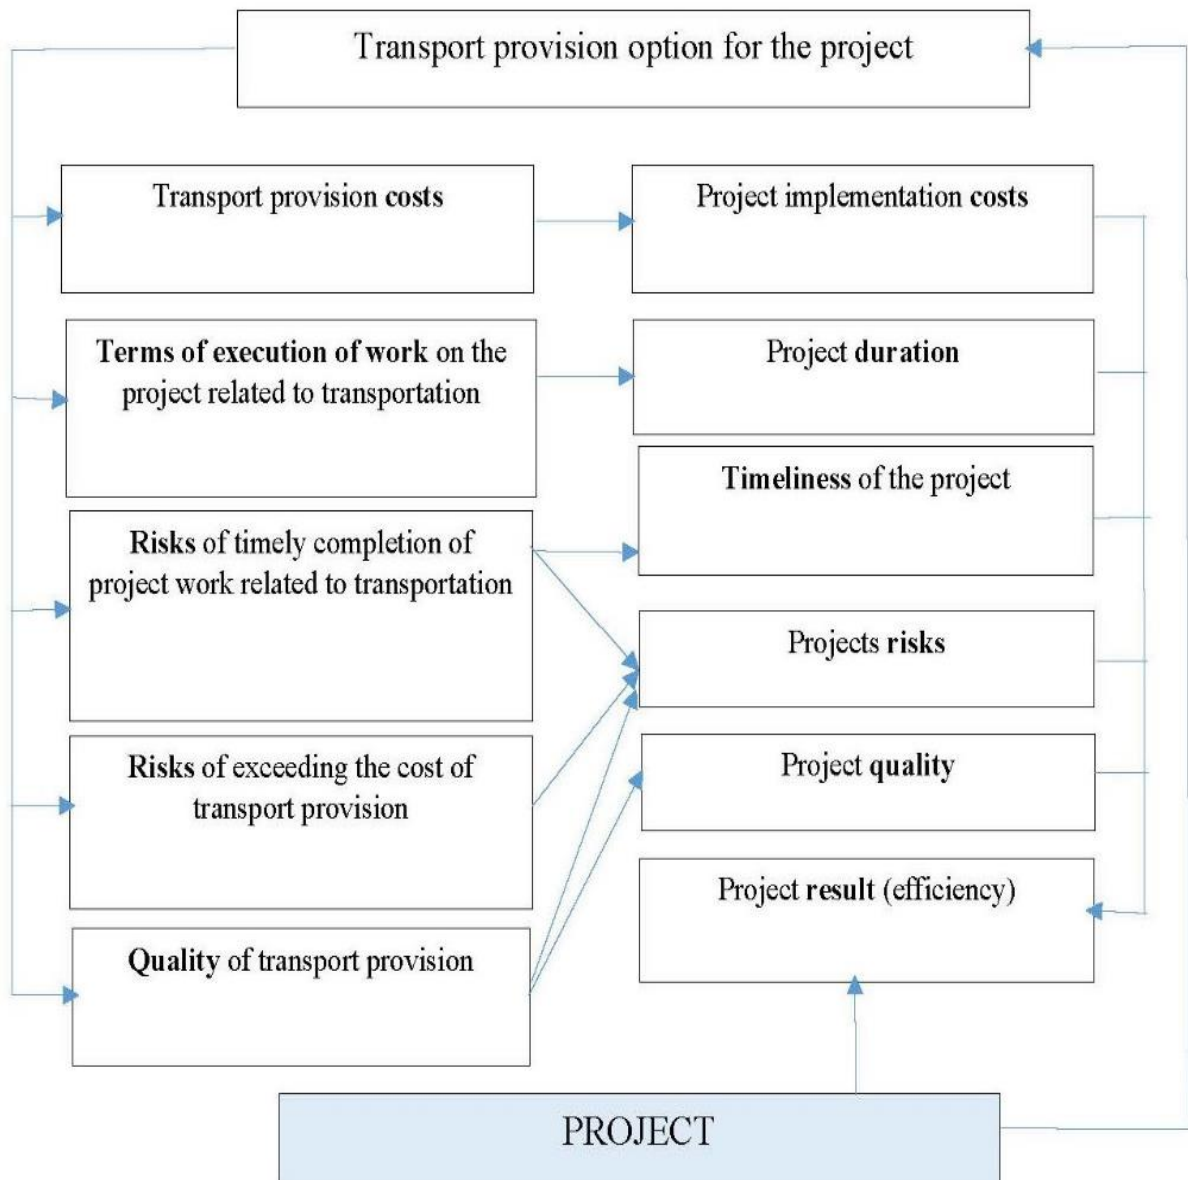 Transport provision option for the project
Transport provision costs
Project implementation costs
Terms of execution of work on the
project related to transportation
Project duration
Timeliness of the project
Risks of timely completion of
project work related to transportation
Projects risks
Risks of exceeding the cost of
transport provision
Project quality
Project result (efficiency)
Quality of transport provision
PROJECT